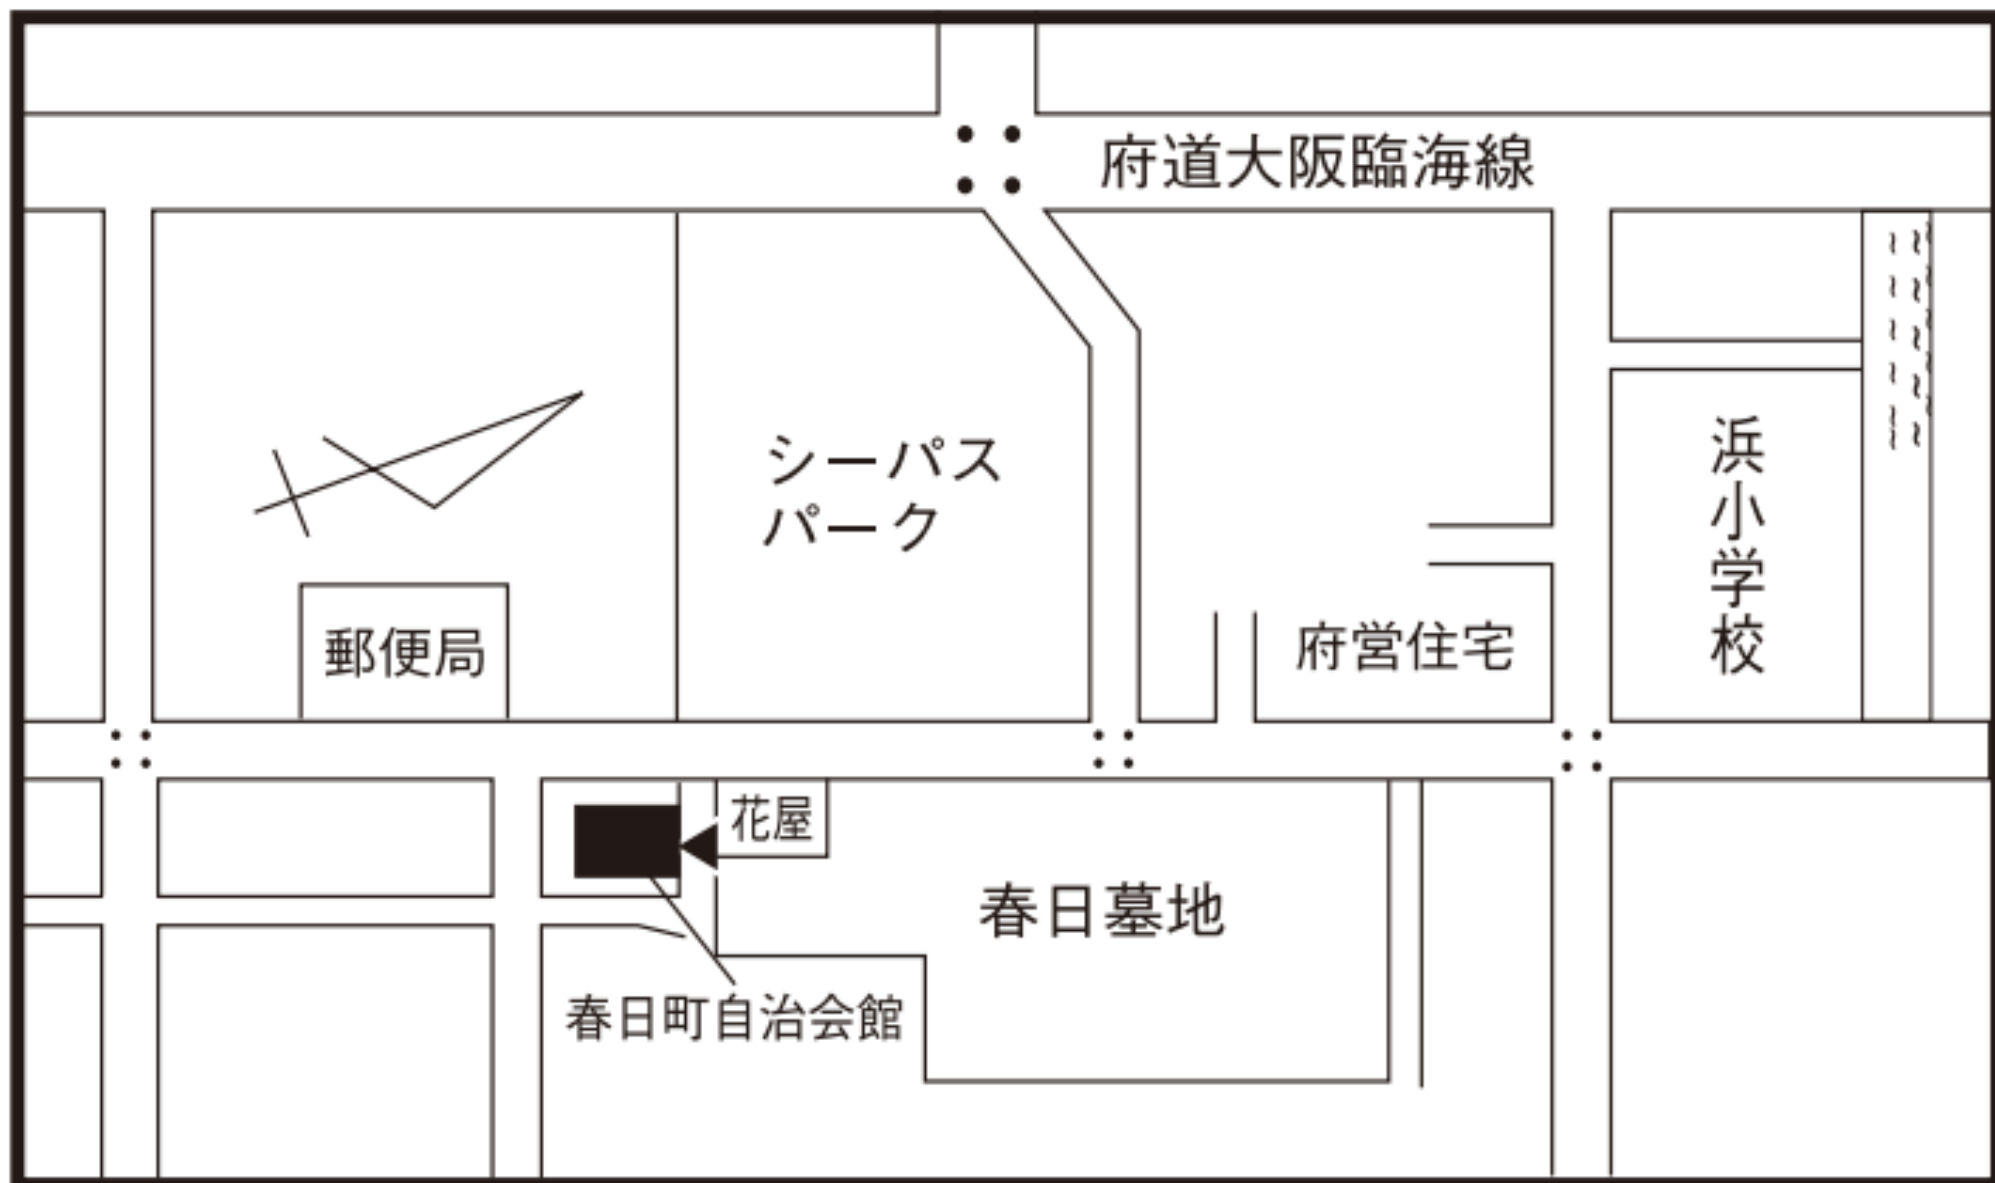 府道大阪臨海線
シーパス
パーク
浜小学校
郵便局
府営住宅
花屋
春日墓地
春日町自治会館